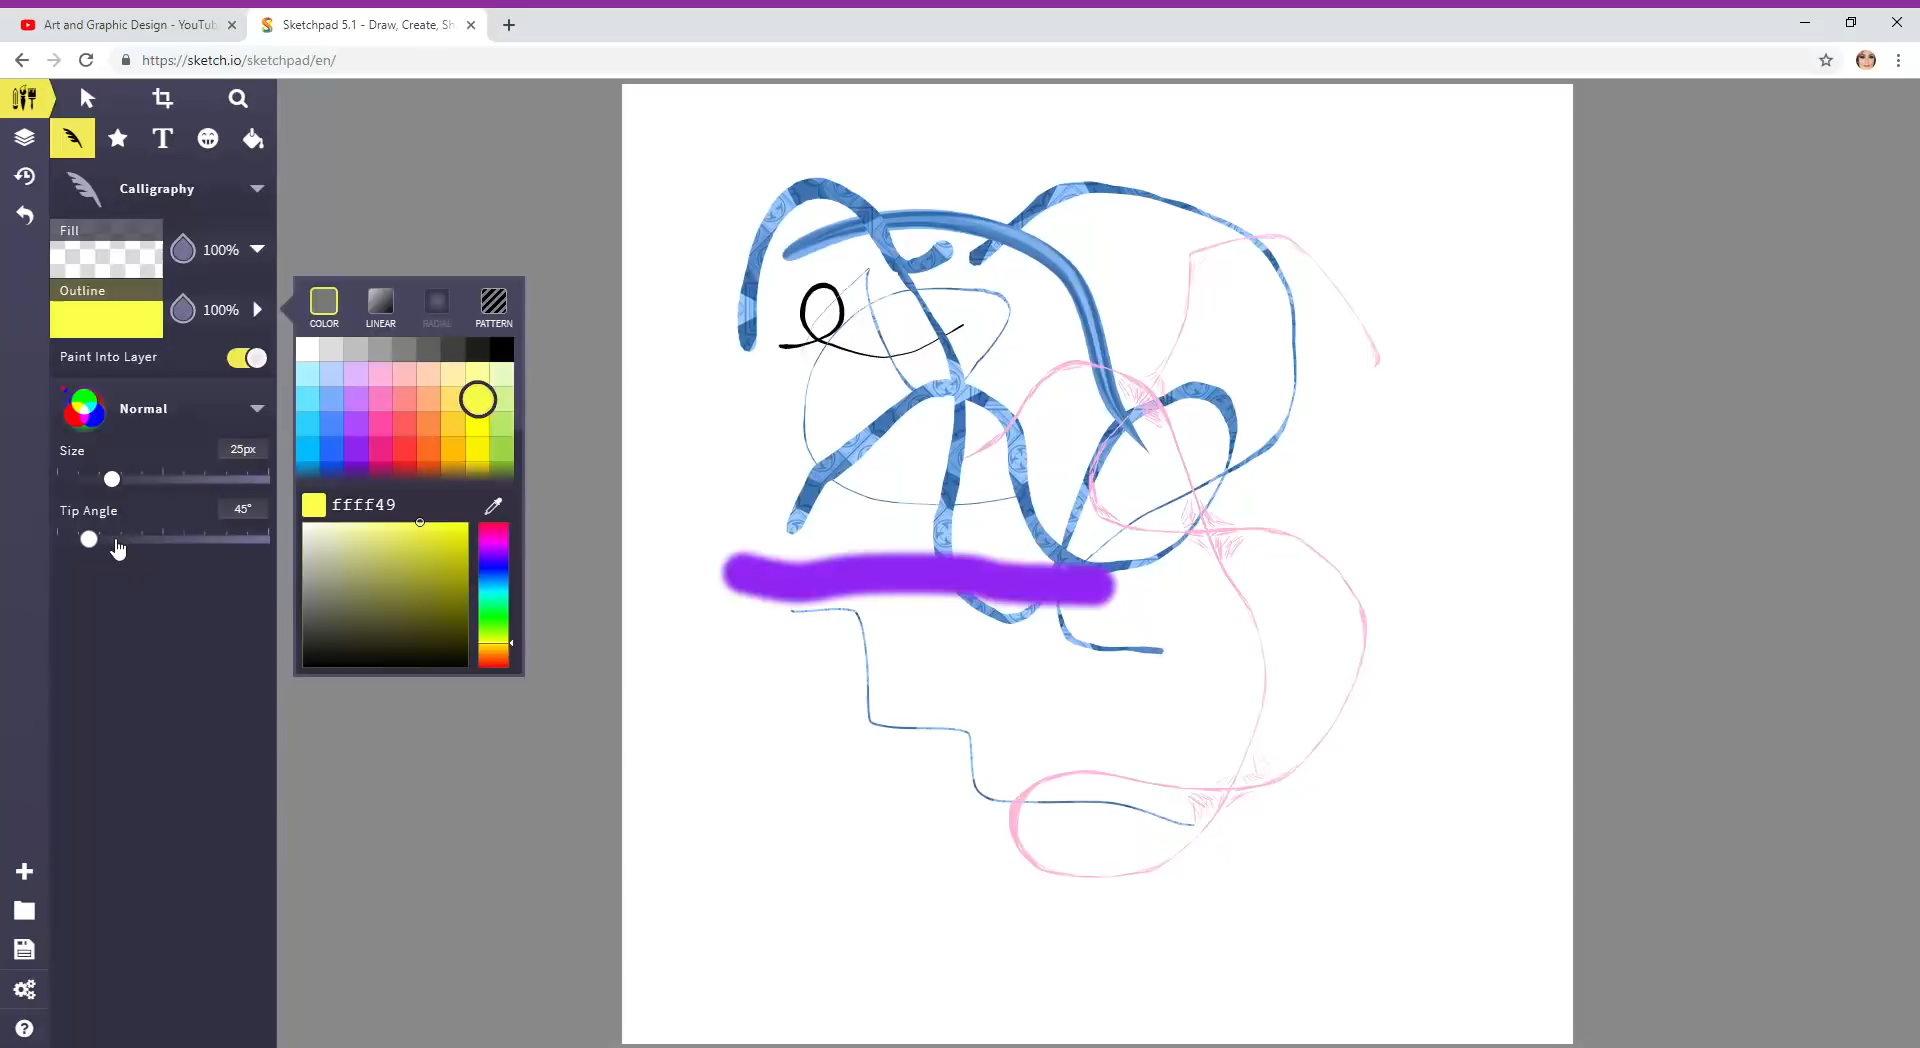 Art and Graphic Design - YouTub
Sketchpad 5.1 - Draw, Create, Sh
https://sketch.io/sketchpad/en/
T
Calligraphy
Fill
100%
Outline
100%
Paint Into Layer
Normal
Size
25px
Tip Angle
45°
COLOR
LINEAR
RADIAL
PATTERN
ffff49